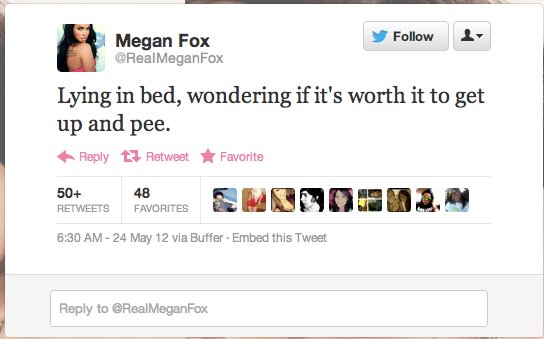 Megan Fox
@RealMeganFox
Follow
Lying in bed, wondering if it's worth it to get
up and pee.
Reply Retweet Favorite
50+ 48
RETWEETS FAVORITES
6:30 AM - 24 May 12 via Buffer · Embed this Tweet
Reply to @RealMeganFox